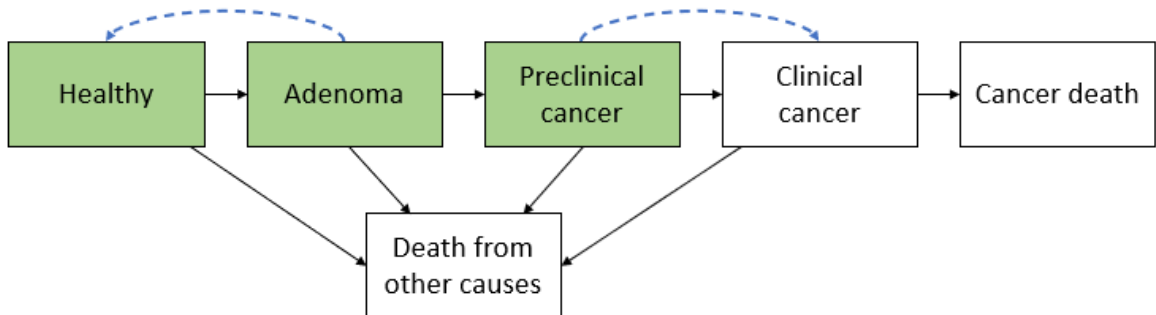 Healthy
Adenoma
Preclinical
cancer
Clinical
cancer
Cancer death
Death from
other causes